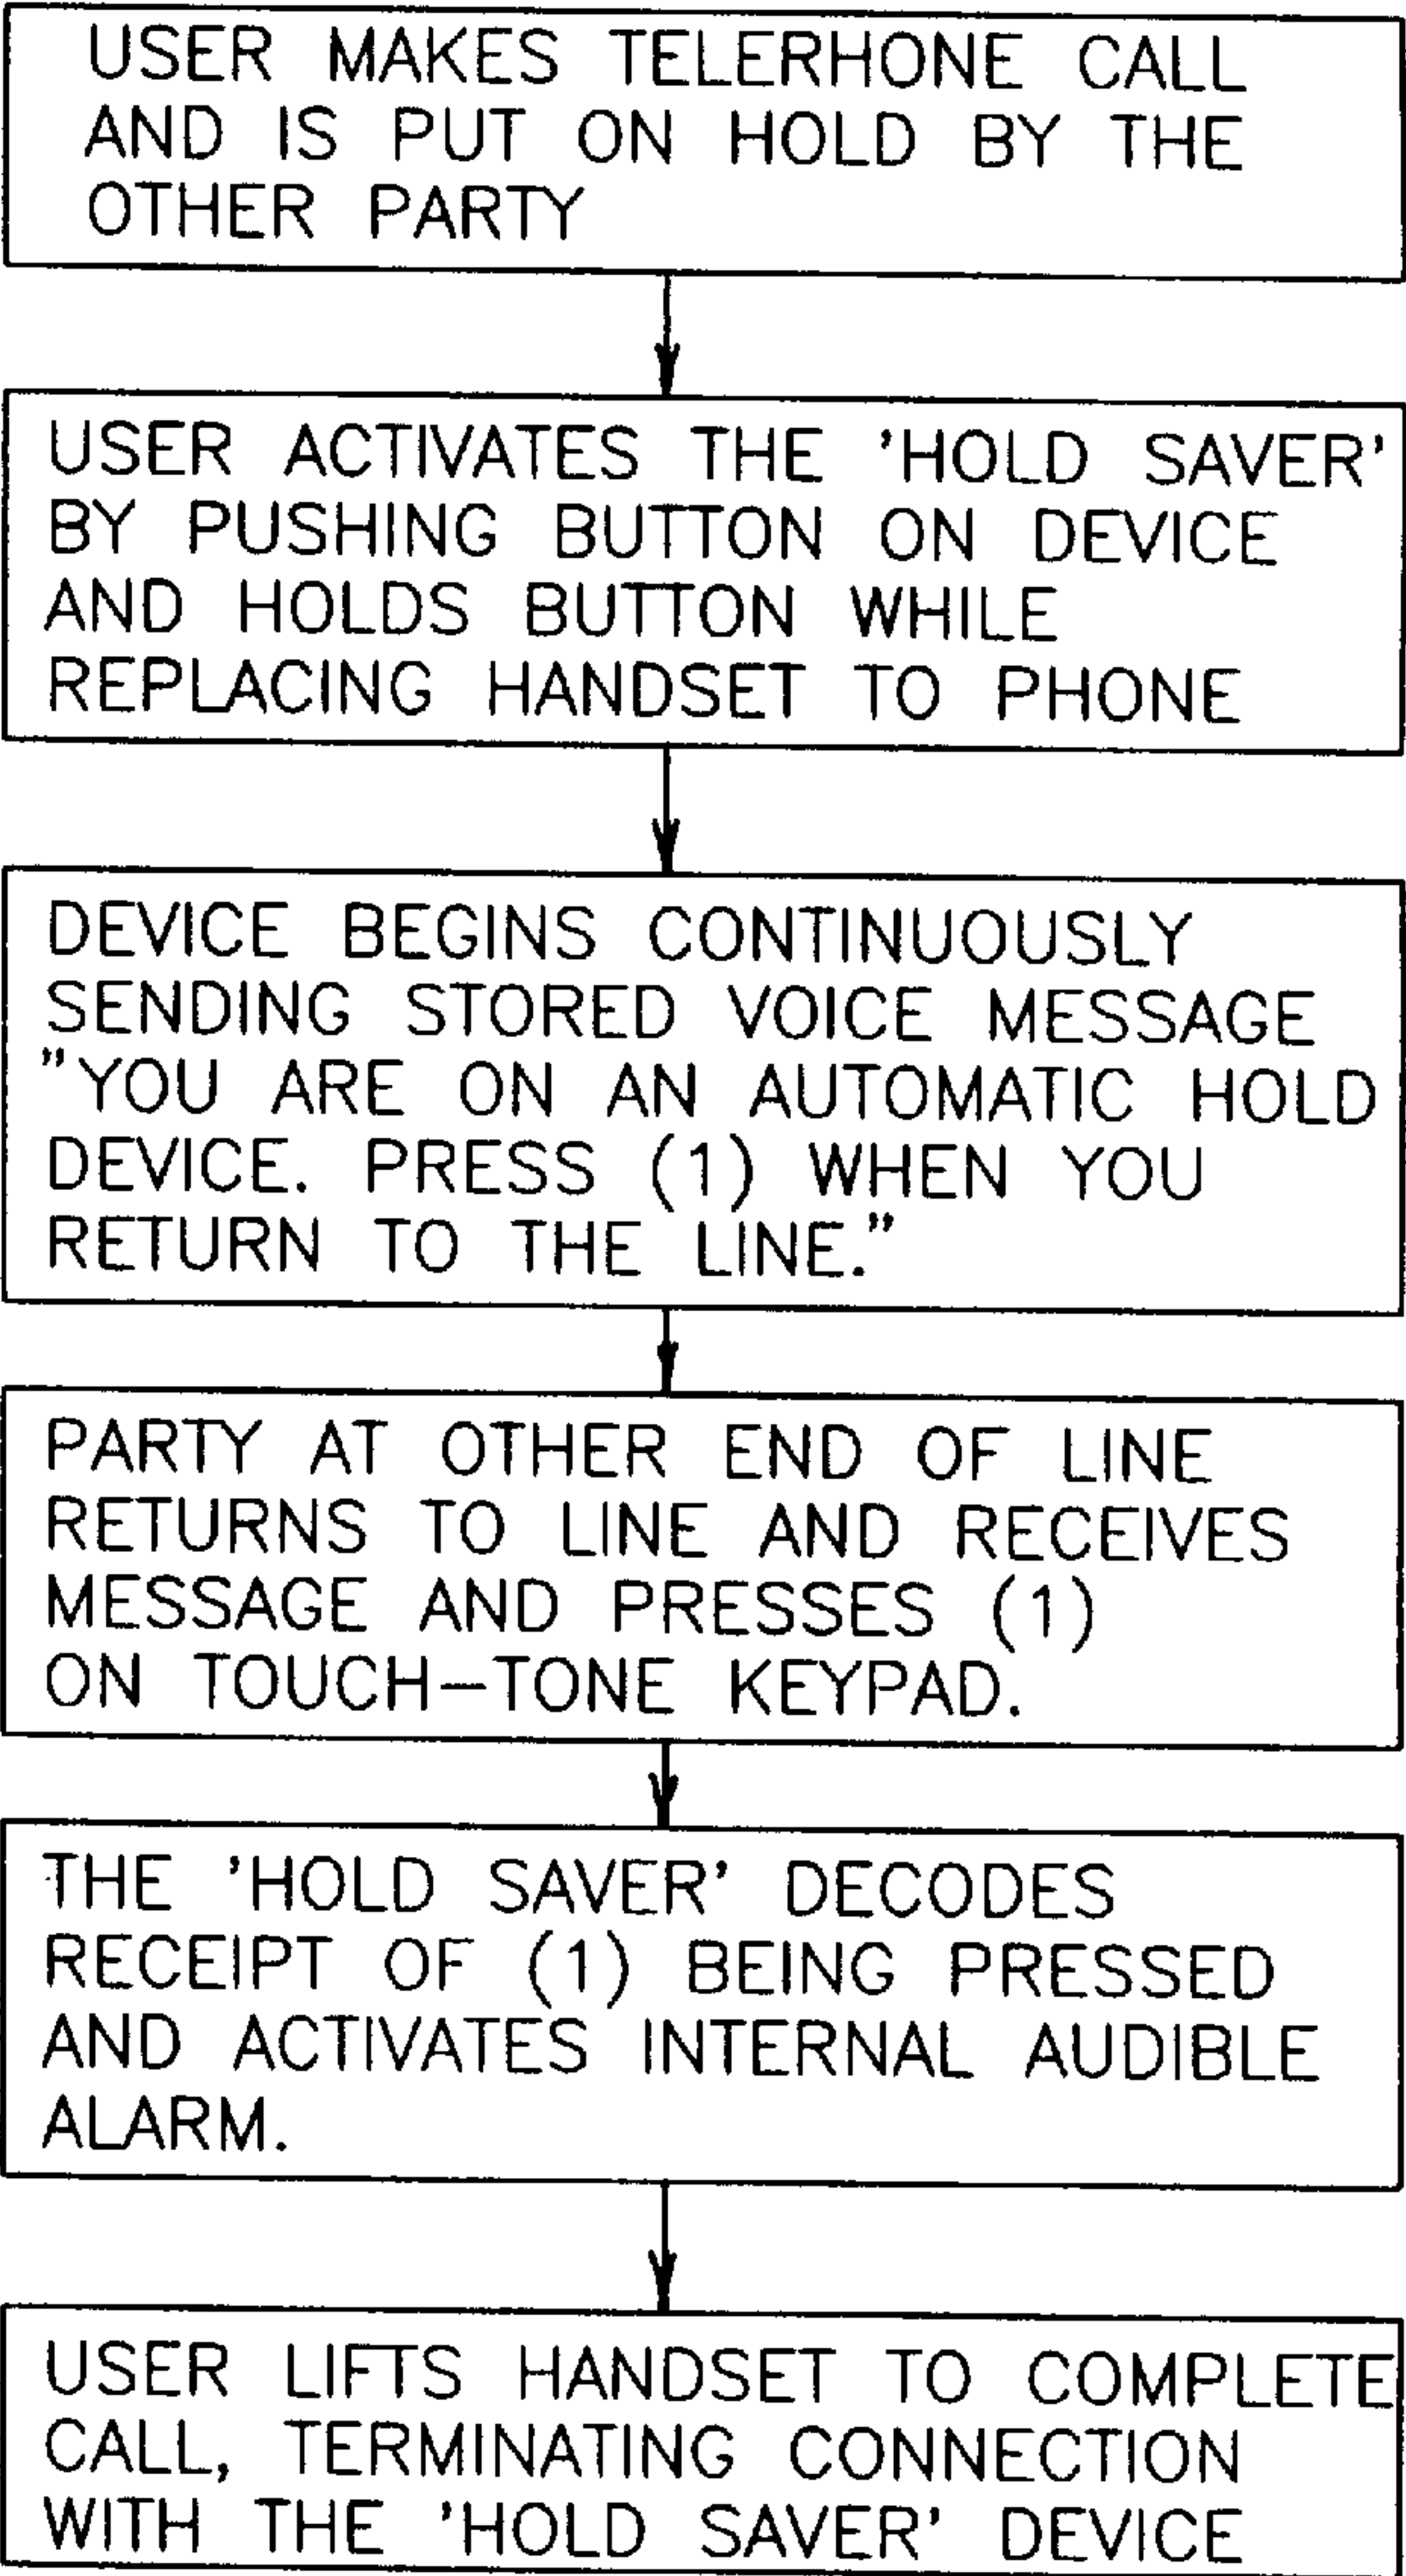 USER MAKES TELERHONE CALL
AND IS PUT ON HOLD BY THE
OTHER PARTY
USER ACTIVATES THE 'HOLD SAVER'
BY PUSHING BUTTON ON DEVICE
AND HOLDS BUTTON WHILE
REPLACING HANDSET TO PHONE
DEVICE BEGINS CONTINUOUSLY
SENDING STORED VOICE MESSAGE
"YOU ARE ON AN AUTOMATIC HOLD
DEVICE. PRESS (1) WHEN YOU
RETURN TO THE LINE."
PARTY AT OTHER END OF LINE
RETURNS TO LINE AND RECEIVES
MESSAGE AND PRESSES (1)
ON TOUCH-TONE KEYPAD.
THE 'HOLD SAVER' DECODES
RECEIPT OF (1) BEING PRESSED
AND ACTIVATES INTERNAL AUDIBLE
ALARM.
USER LIFTS HANDSET TO COMPLETE
CALL, TERMINATING CONNECTION
WITH THE 'HOLD SAVER' DEVICE